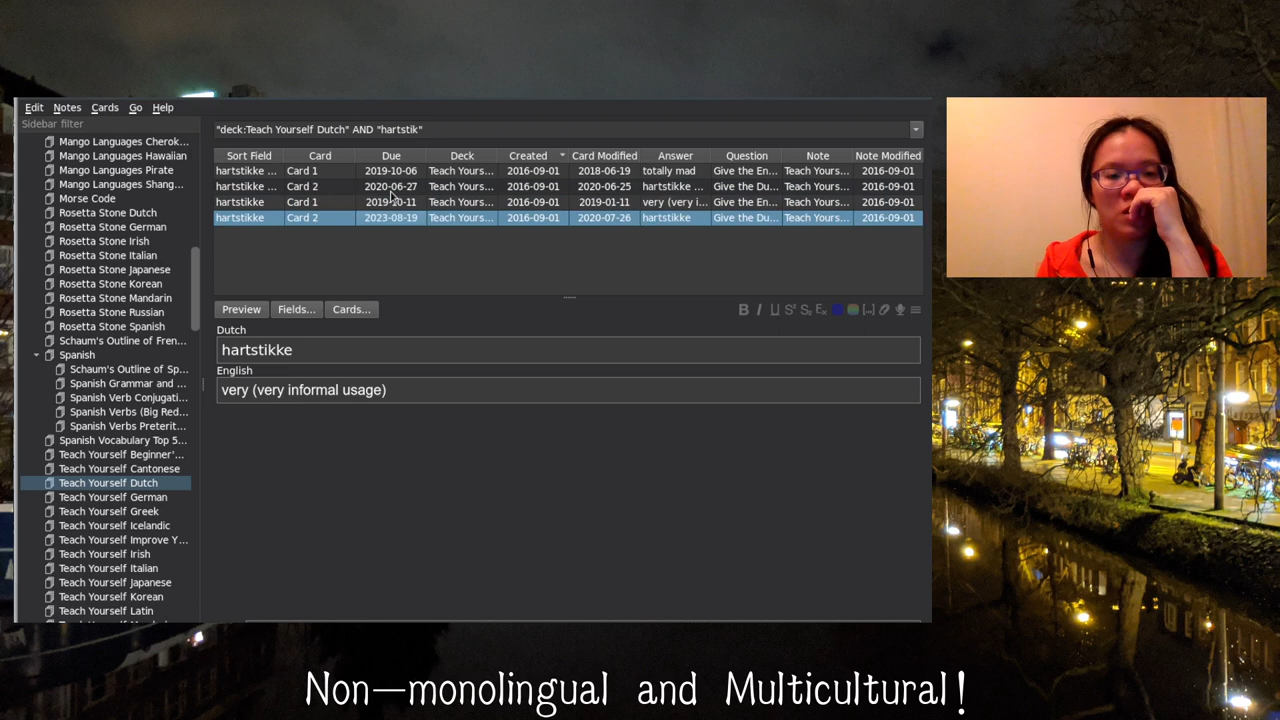 Edit Notes Cards Go Help
Sidebar filter
Mango Languages Cherok...
Mango Languages Hawaiian
Mango Languages Pirate
Mango Languages Shang...
Morse Code
Rosetta Stone Dutch
Rosetta Stone German
Rosetta Stone Irish
Rosetta Stone Italian
Rosetta Stone Japanese
Rosetta Stone Korean
Rosetta Stone Mandarin
Rosetta Stone Russian
Rosetta Stone Spanish
Schaum's Outline of Fren...
Spanish
Schaum's Outline of Sp...
Spanish Grammar and ...
Spanish Verb Conjugati...
Spanish Verbs (Big Red...
Spanish Verbs Preterit...
Spanish Vocabulary Top 5...
Teach Yourself Beginner'...
Teach Yourself Cantonese
Teach Yourself Dutch
Teach Yourself German
Teach Yourself Greek
Teach Yourself Icelandic
Teach Yourself Improve Y...
Teach Yourself Irish
Teach Yourself Italian
Teach Yourself Japanese
Teach Yourself Korean
Teach Yourself Latin
"deck:Teach Yourself Dutch" AND "hartstik"
Sort Field Card Due Deck Created Card Modified Answer Question Note Note Modified
hartstikke ... Card 1 2019-10-06 Teach Yours... 2016-09-01 2018-06-19 totally mad Give the En... Teach Yours... 2016-09-01
hartstikke ... Card 2 2020-06-27 Teach Yours... 2016-09-01 2020-06-25 hartstikke ... Give the Du... Teach Yours... 2016-09-01
hartstikke Card 1 Teach Yours... 2016-09-01 2019-01-11 very (very i... Give the En... Teach Yours... 2016-09-01
hartstikke Card 2 2023-08-19 Teach Yours... 2016-09-01 2020-07-26 hartstikke Give the Du... Teach Yours... 2016-09-01
Preview Fields... Cards...
Dutch
hartstikke
English
very (very informal usage)
Non-monolingual and Multicultural!